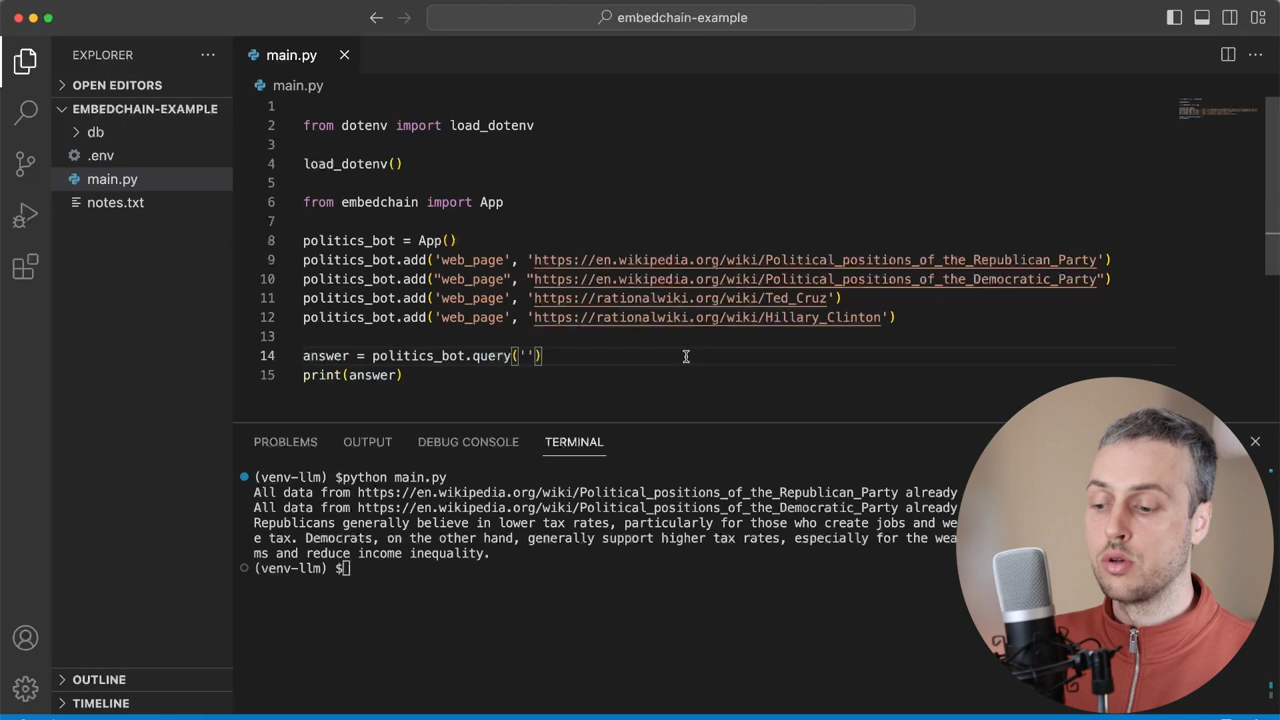 embedchain-example
EXPLORER
main.py
OPEN EDITORS
main.py
EMBEDCHAIN-EXAMPLE
db
.env
main.py
notes.txt
1
2 from dotenv import load_dotenv
3
4 load_dotenv()
5
6 from embedchain import App
7
8 politics_bot = App()
9 politics_bot.add('web_page', 'https://en.wikipedia.org/wiki/Political_positions_of_the_Republican_Party')
10 politics_bot.add("web_page", "https://en.wikipedia.org/wiki/Political_positions_of_the_Democratic_Party")
11 politics_bot.add('web_page', 'https://rationalwiki.org/wiki/Ted_Cruz')
12 politics_bot.add('web_page', 'https://rationalwiki.org/wiki/Hillary_Clinton')
13
14 answer = politics_bot.query('')
15 print(answer)
PROBLEMS OUTPUT DEBUG CONSOLE TERMINAL
(venv-llm) $python main.py
All data from https://en.wikipedia.org/wiki/Political_positions_of_the_Republican_Party already
All data from https://en.wikipedia.org/wiki/Political_positions_of_the_Democratic_Party already
Republicans generally believe in lower tax rates, particularly for those who create jobs and we
e tax. Democrats, on the other hand, generally support higher tax rates, especially for the wea
ms and reduce income inequality.
(venv-llm) $
OUTLINE
TIMELINE